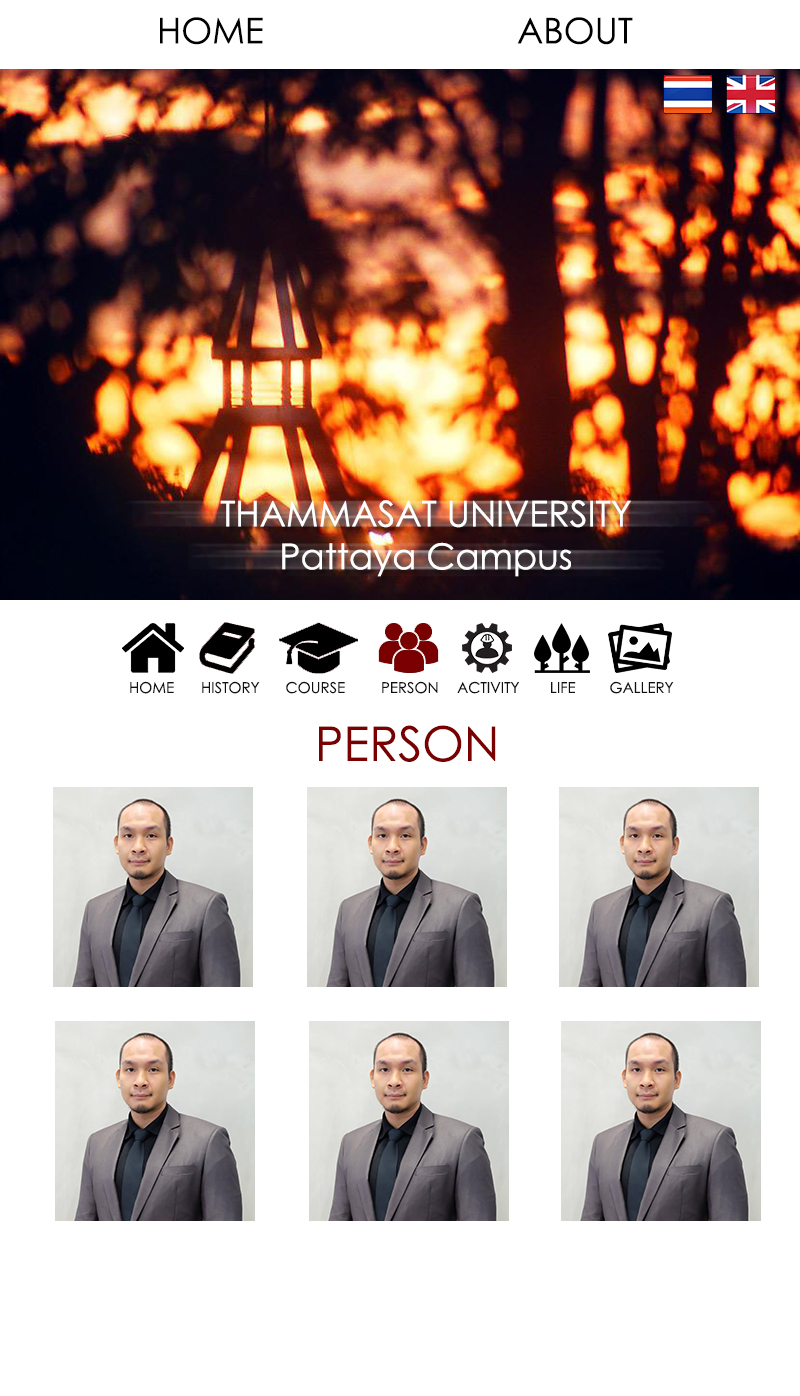 HOME ABOUT
THAMMASAT UNIVERSITY
Pattaya Campus
HOME HISTORY COURSE PERSON ACTIVITY LIFE GALLERY
PERSON